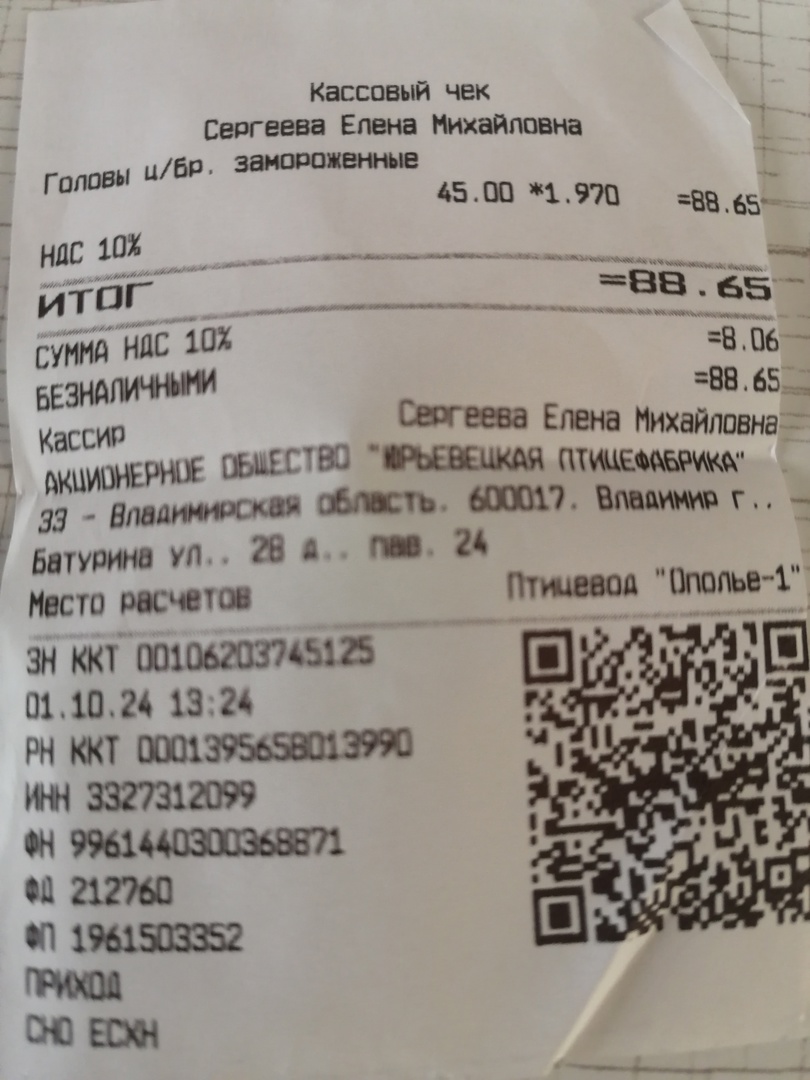 Кассовый чек
Сергеева Елена Михайловна
Головы ц/бр. замороженные
45.00 *1.970 =88.65
НДС 10%
ИТОГ =88.65
СУММА НДС 10% =8.06
БЕЗНАЛИЧНЫМИ =88.65
Кассир Сергеева Елена Михайловна
АКЦИОНЕРНОЕ ОБЩЕСТВО "ЮРЬЕВЕЦКАЯ ПТИЦЕФАБРИКА"
33 - Владимирская область. 600017. Владимир г..
Батурина ул.. 28 д.. пав. 24
Место расчетов Птицевод "Ополье-1"
ЗН ККТ 00106203745125
01.10.24 13:24
РН ККТ 0001395658013990
ИНН 3327312099
ФН 9961440300368871
ФД 212760
ФП 1961503352
ПРИХОД
СНО ЕСХН